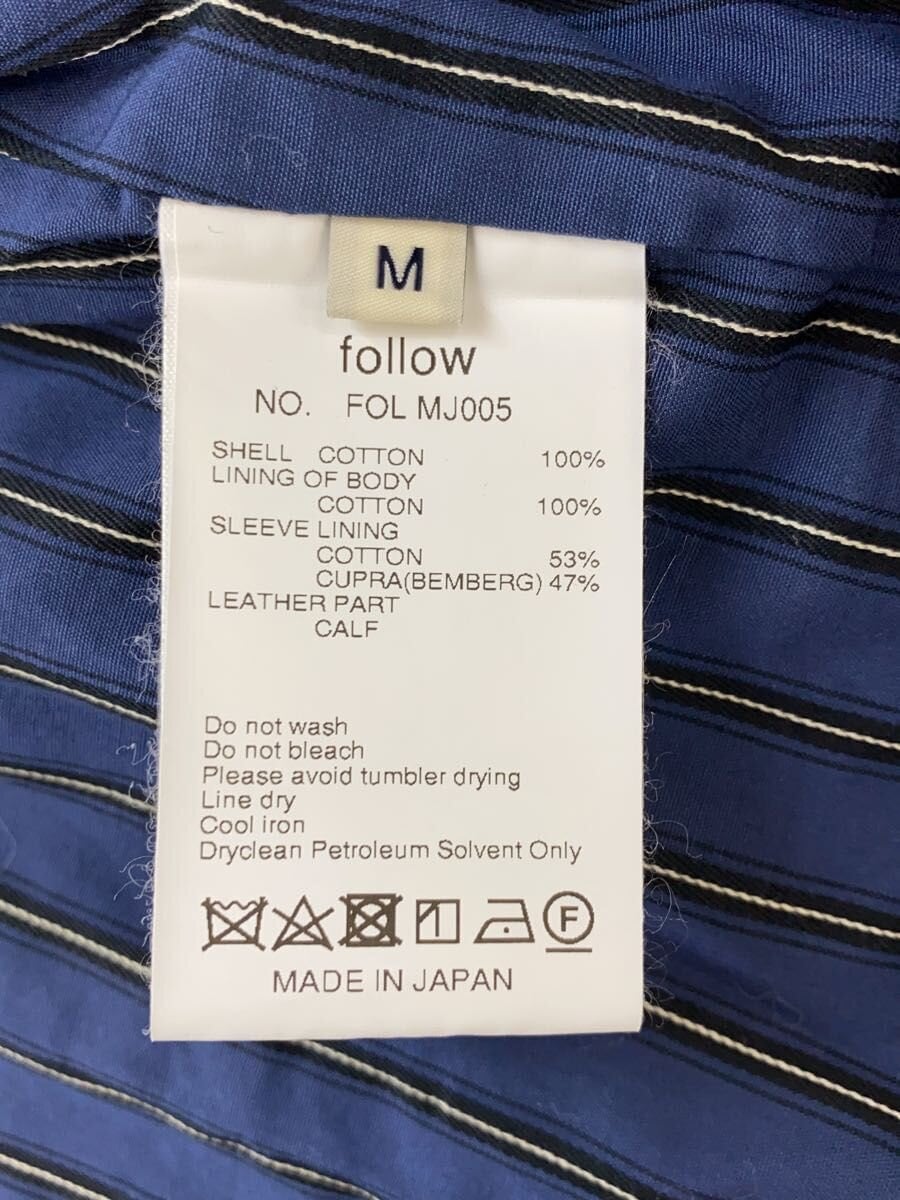 M
follow
NO. FOL MJ005
SHELL COTTON 100%
LINING OF BODY
COTTON 100%
SLEEVE LINING
COTTON 53%
CUPRA(BEMBERG) 47%
LEATHER PART
CALF
Do not wash
Do not bleach
Please avoid tumbler drying
Line dry
Cool iron
Dryclean Petroleum Solvent Only
F
MADE IN JAPAN